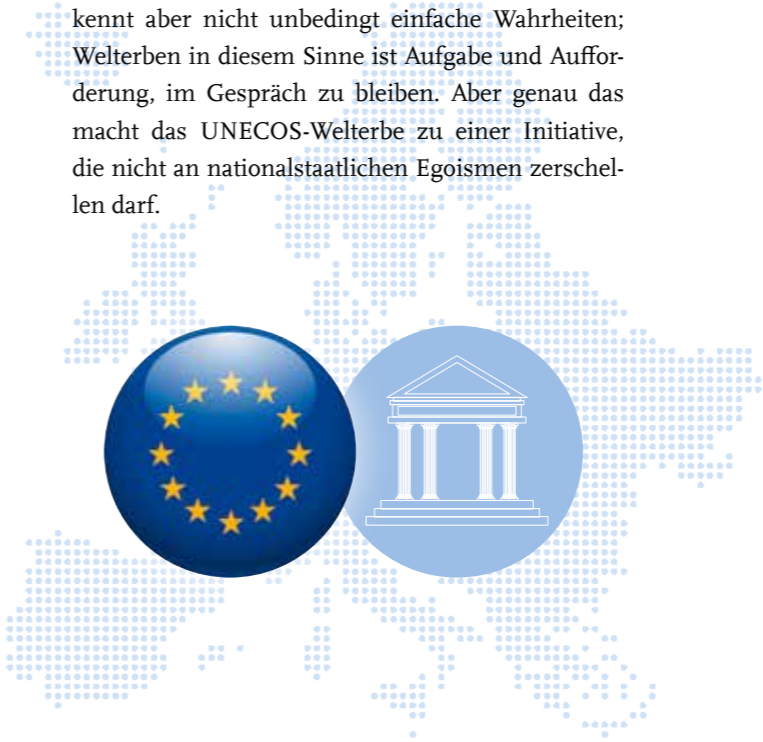 kennt aber nicht unbedingt einfache Wahrheiten;
Welterben in diesem Sinne ist Aufgabe und Auffor-
derung, im Gespräch zu bleiben. Aber genau das
macht das UNECOS-Welterbe zu einer Initiative,
die nicht an nationalstaatlichen Egoismen zerschel-
len darf.